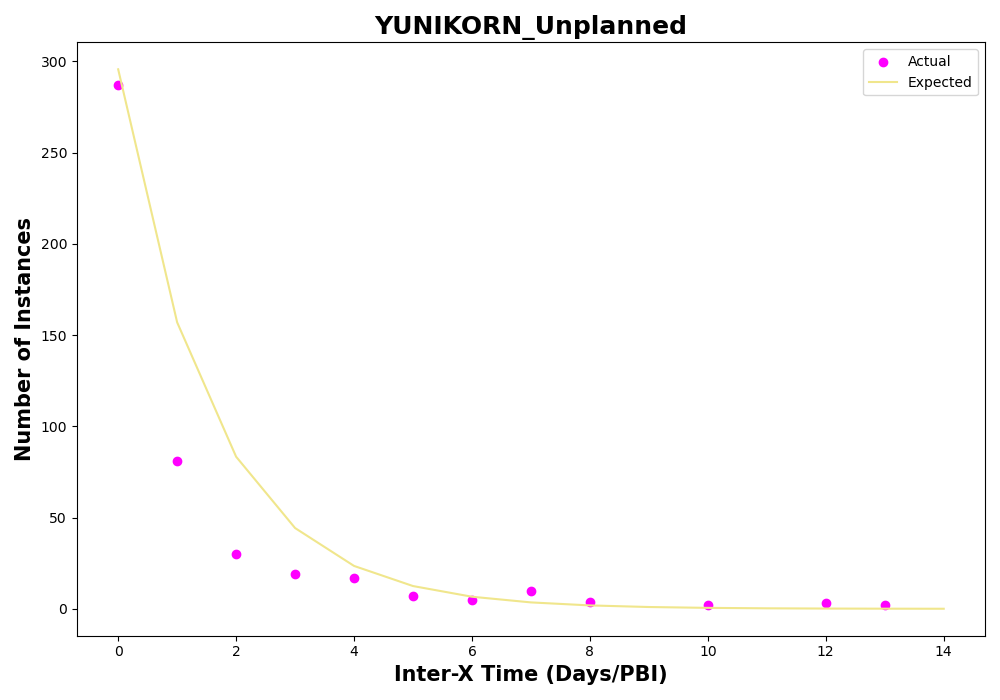 YUNIKORN_Unplanned
Actual
Expected
300
250
200
150
100
50
0
Number of Instances
0 2 4 6 8 10 12 14
Inter-X Time (Days/PBI)